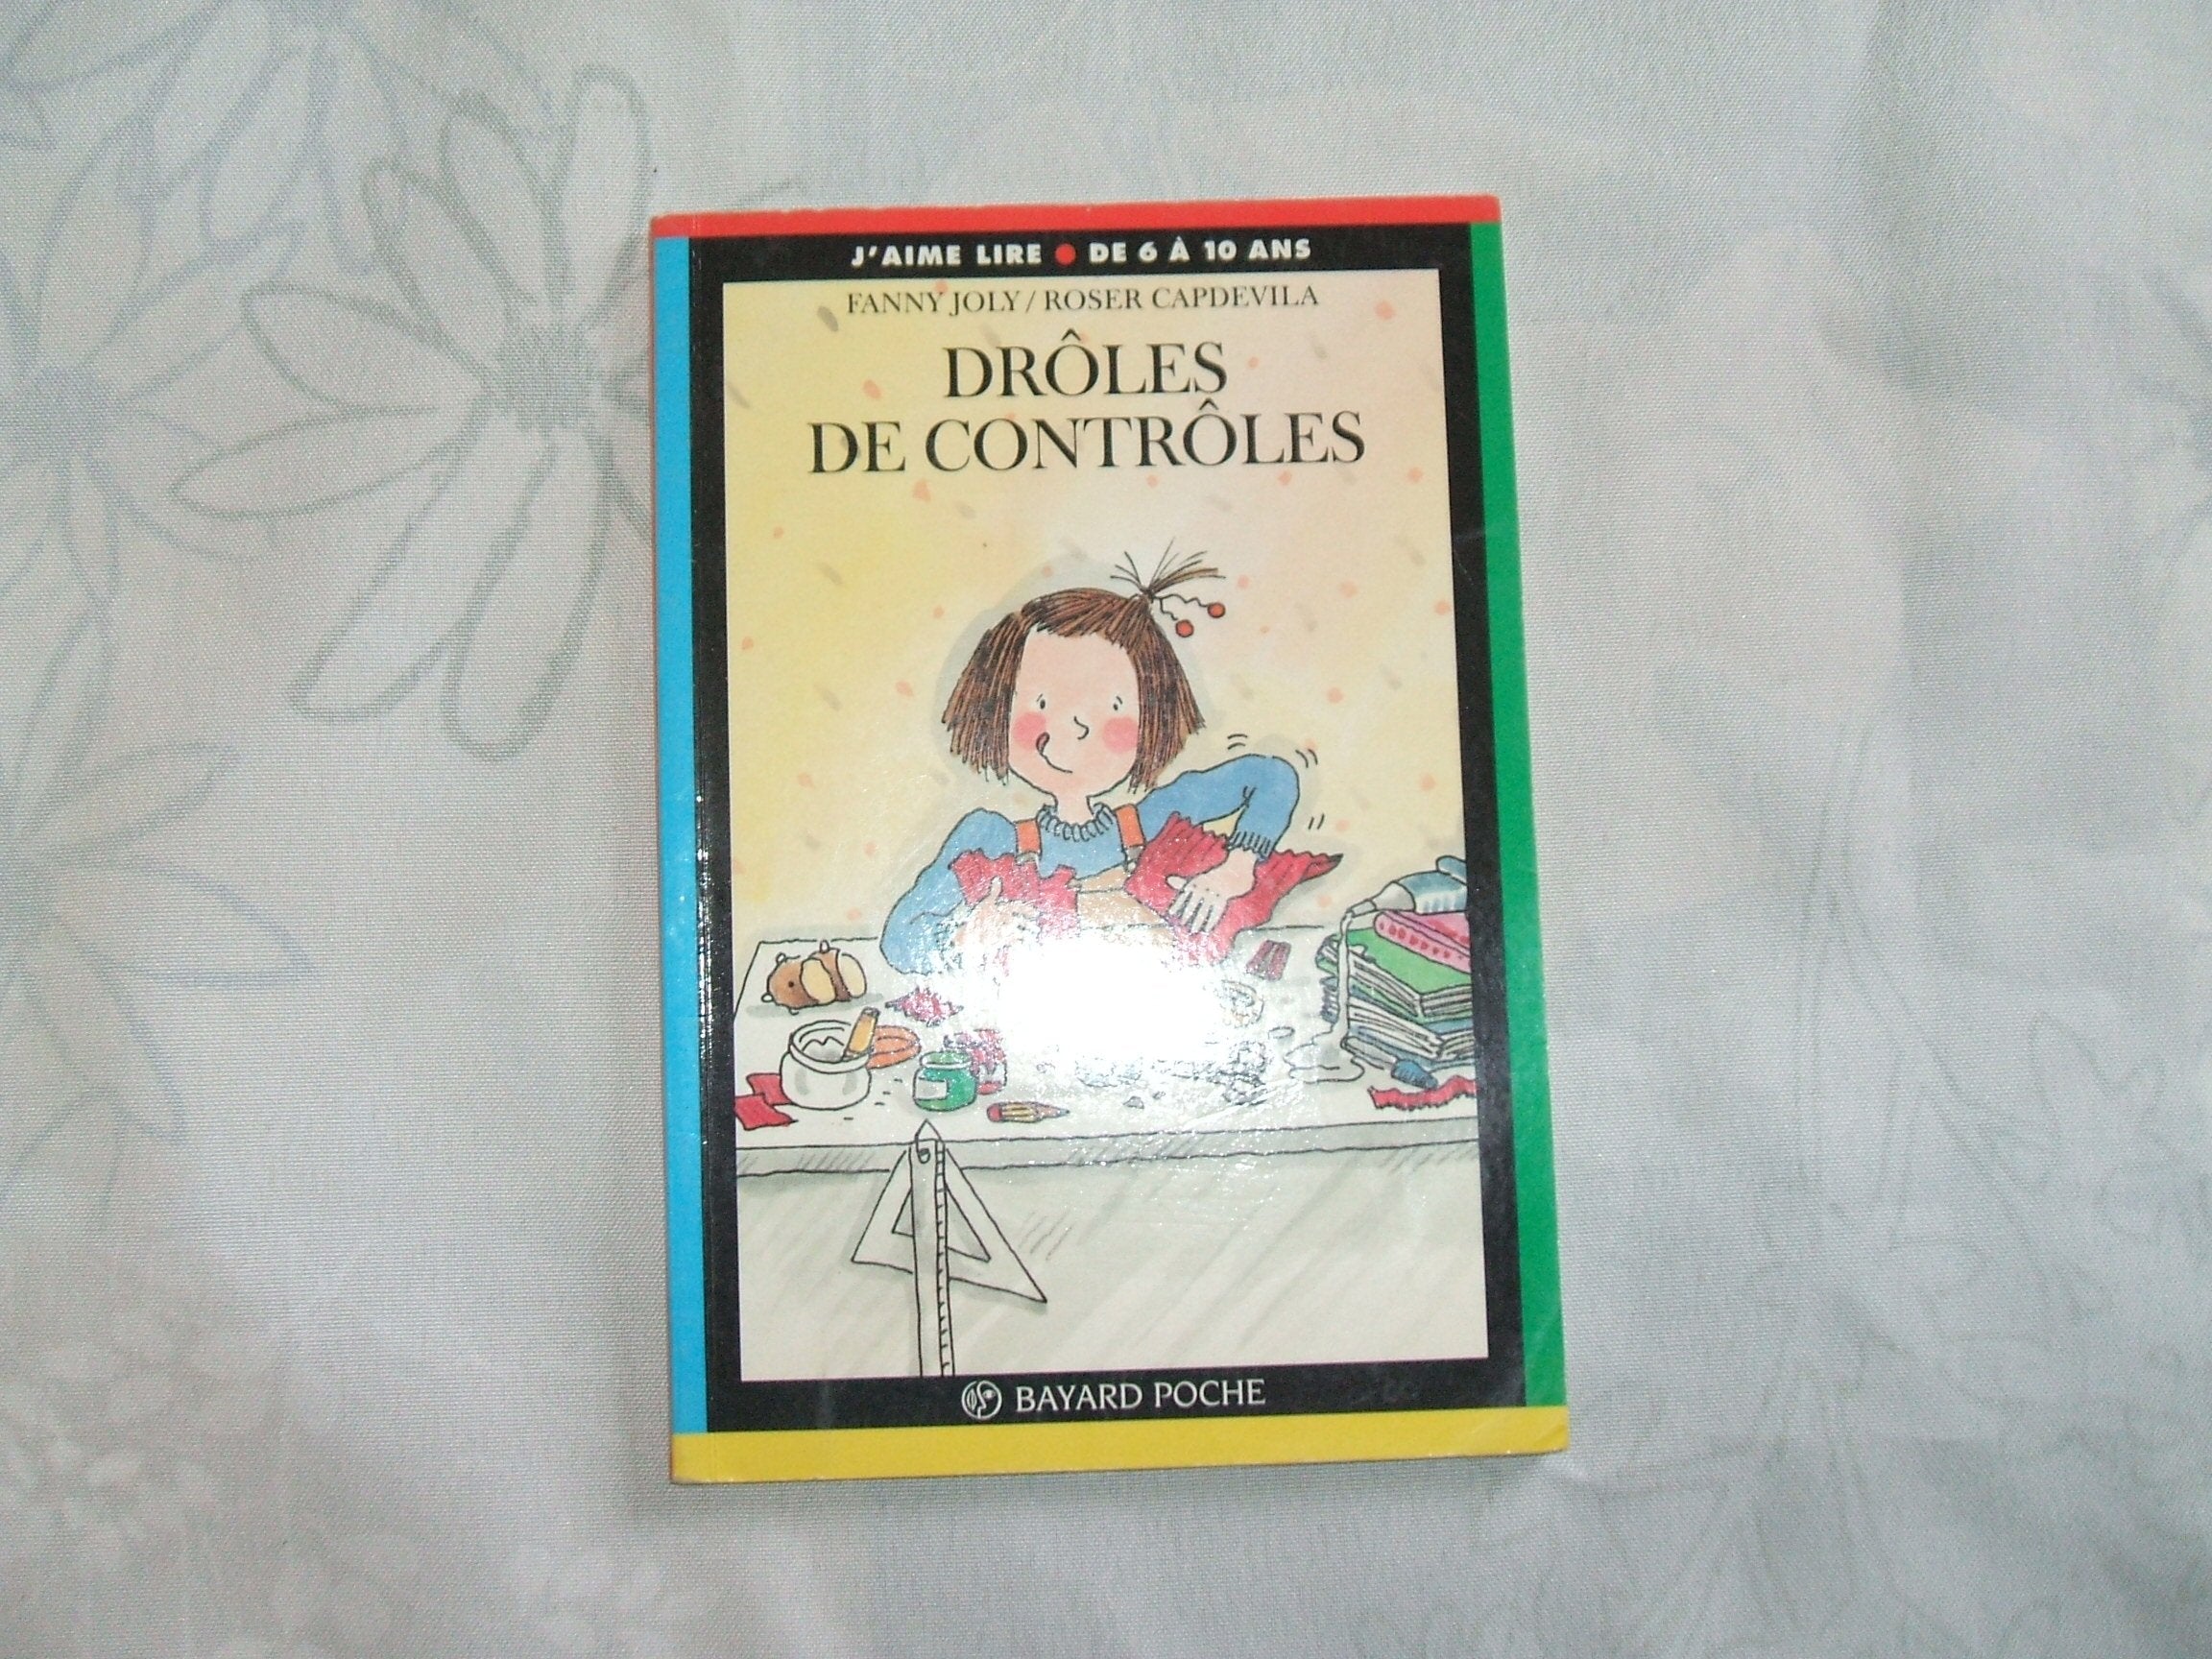 J'AIME LIRE ● DE 6 À 10 ANS
FANNY JOLY / ROSER CAPDEVILA
DRÔLES
DE CONTRÔLES
BAYARD POCHE